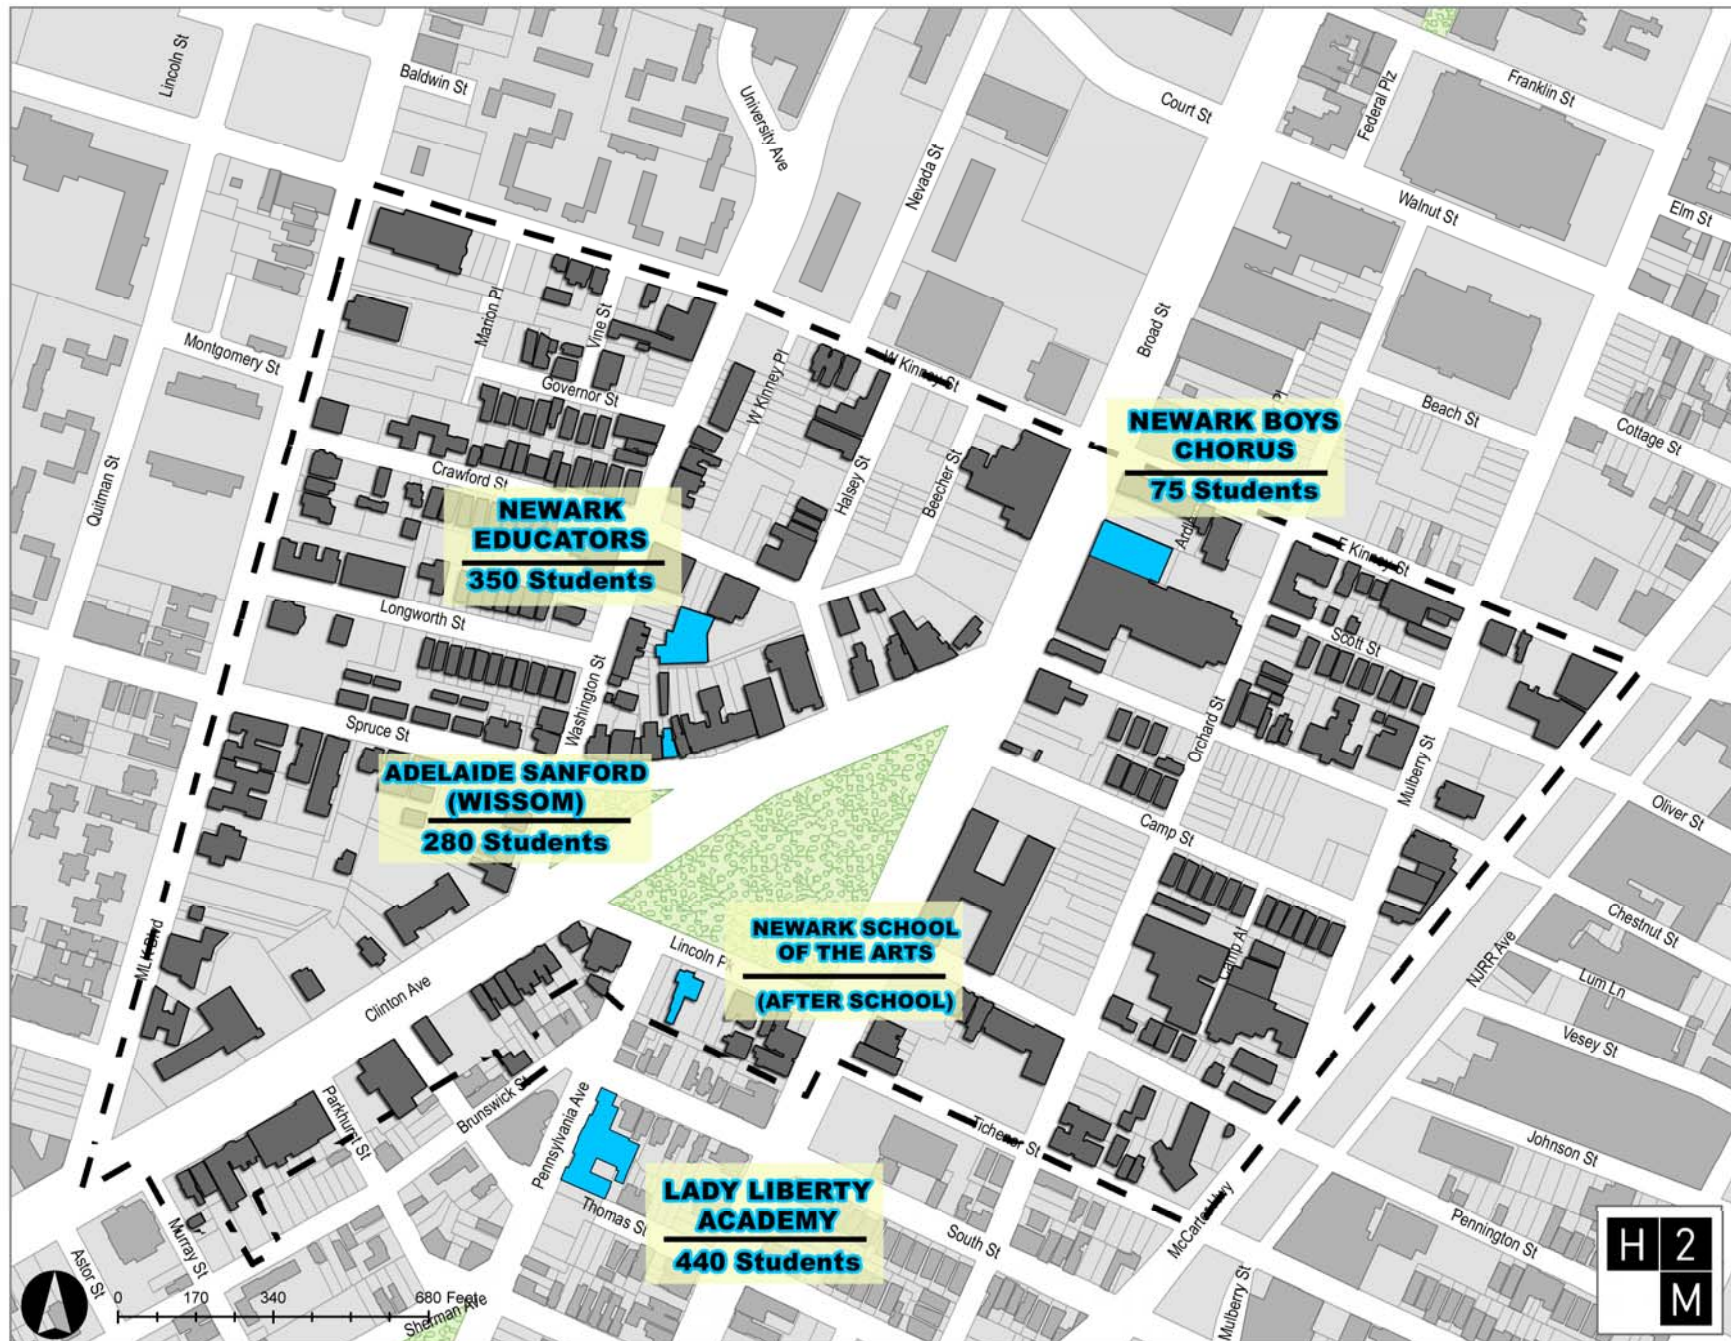 Lincoln St
Baldwin St
University Ave
Nevada St
Court St
Federal Plz
Franklin St
Walnut St
Elm St
Montgomery St
Marion Pl
Vine St
Governor St
W Kinney Pl
W Kinney St
Broad St
Beach St
Cottage St
Quitman St
Crawford St
Halsey St
Beecher St
NEWARK BOYS
CHORUS
75 Students
NEWARK
EDUCATORS
350 Students
E Kinney St
Longworth St
Scott St
Washington St
Spruce St
Orchard St
Mulberry St
Oliver St
ADELAIDE SANFORD
(WISSOM)
280 Students
Camp St
Chestnut St
MLK Blvd
Clinton Ave
Lincoln Pk
NEWARK SCHOOL
OF THE ARTS
(AFTER SCHOOL)
Camp Al
NJRR Ave
Lum Ln
Vesey St
Parkhurst St
Brunswick St
Pennsylvania Ave
Tichenor St
Johnson St
LADY LIBERTY
ACADEMY
440 Students
Thomas St
South St
McCarter Hwy
Pennington St
Astor St
Murray St
Sherman Ave
Mulberry St
0 170 340 680 Feet
H 2
M